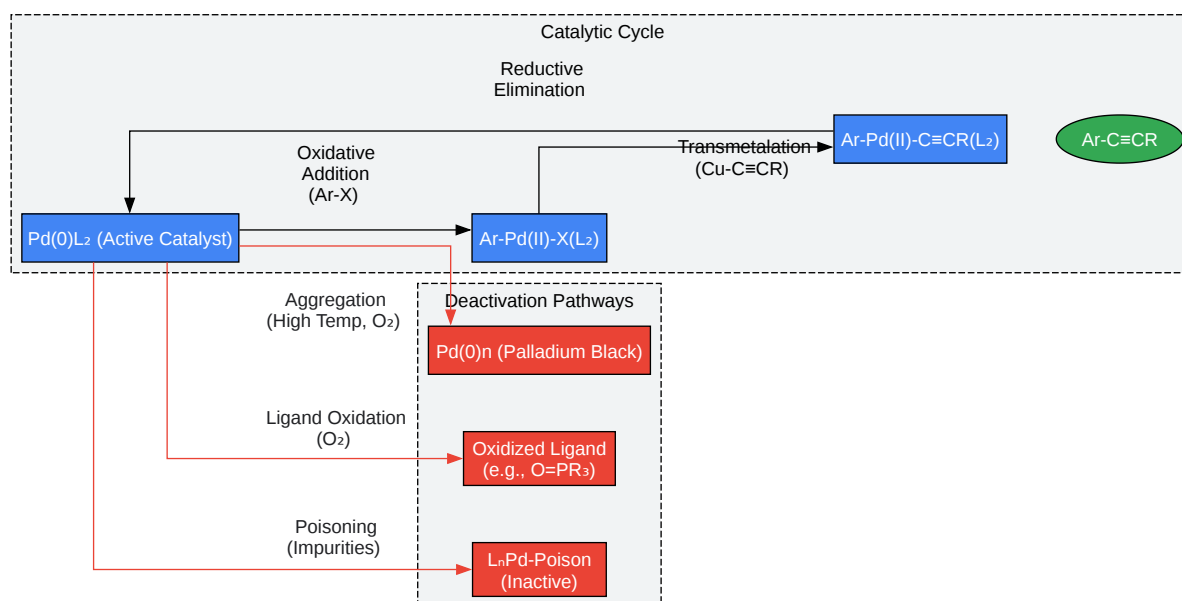 Catalytic Cycle
Reductive
Elimination
Ar-Pd(II)-C≡CR(L₂)
Ar-C≡CR
Transmetalation
(Cu-C≡CR)
Oxidative
Addition
(Ar-X)
Pd(0)L₂ (Active Catalyst)
Ar-Pd(II)-X(L₂)
Deactivation Pathways
Aggregation
(High Temp, O₂)
Pd(0)n (Palladium Black)
Ligand Oxidation
(O₂)
Oxidized Ligand
(e.g., O=PR₃)
Poisoning
(Impurities)
LₙPd-Poison
(Inactive)